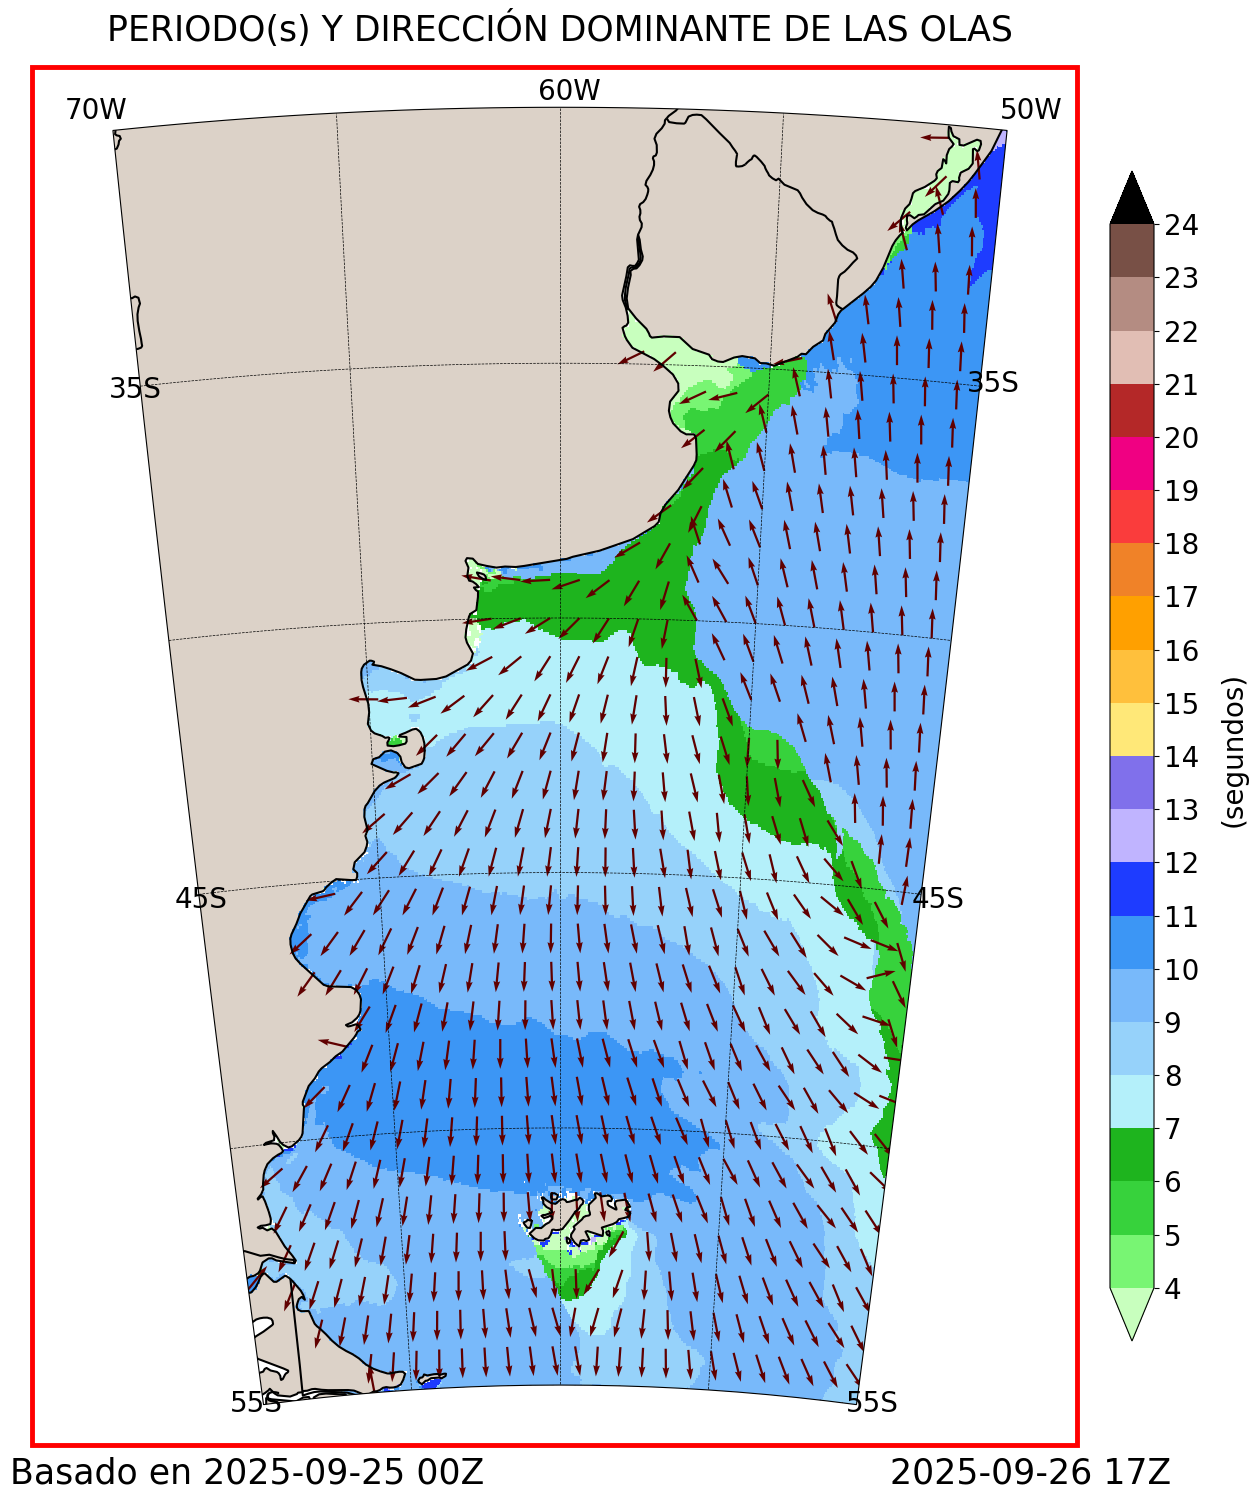 PERIODO(s) Y DIRECCIÓN DOMINANTE DE LAS OLAS
70W
60W
50W
35S
35S
45S
45S
55S
55S
24
23
22
21
20
19
18
17
16
15
14
13
12
11
10
9
8
7
6
5
4
(segundos)
Basado en 2025-09-25 00Z
2025-09-26 17Z